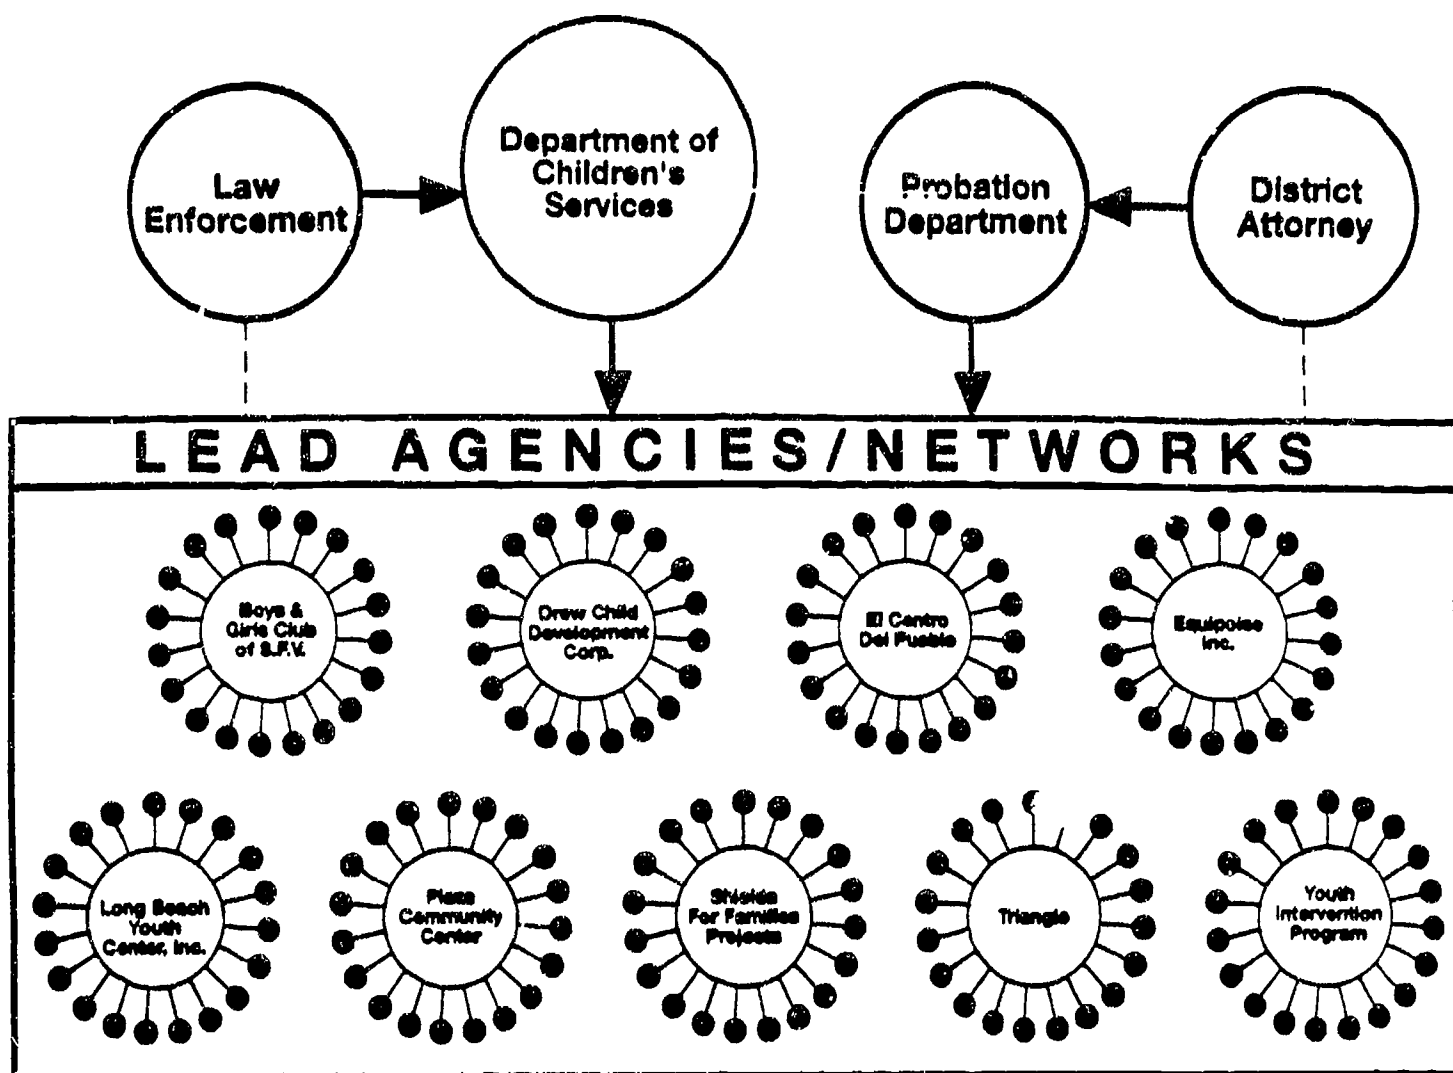 Law
Enforcement
Department of
Children's
Services
Probation
Department
District
Attorney
LEAD AGENCIES/NETWORKS
Boys &
Girls Club
of S.F.V.
Drew Child
Development
Corp.
El Centro
Del Pueblo
Equipoise
Inc.
Long Beach
Youth
Center, Inc.
Plaza
Community
Center
Shields
For Families
Projects
Triangle
Youth
Intervention
Program